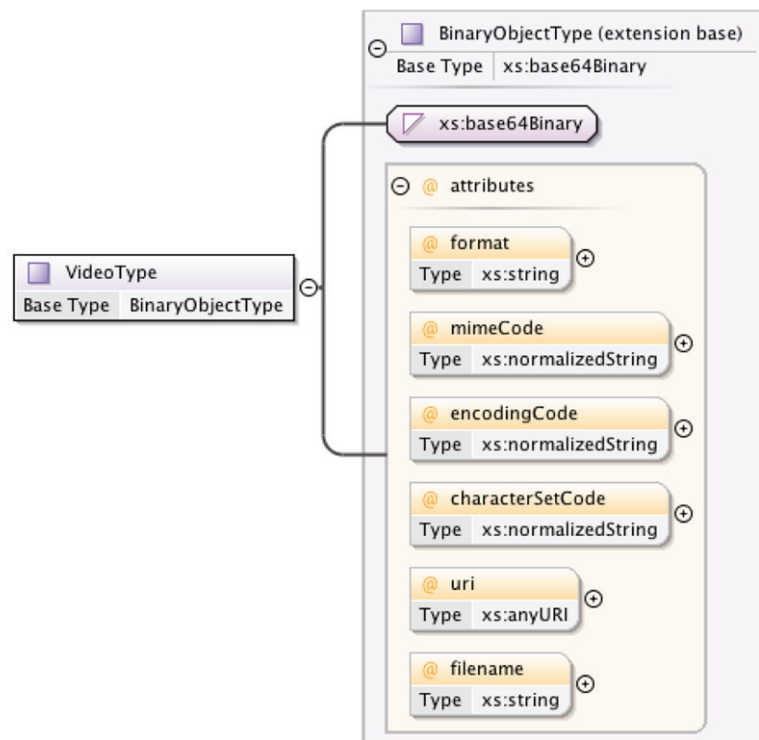 BinaryObjectType (extension base)
Base Type xs:base64Binary
xs:base64Binary
@ attributes
@ format
Type xs:string
VideoType
Base Type BinaryObjectType
@ mimeCode
Type xs:normalizedString
@ encodingCode
Type xs:normalizedString
@ characterSetCode
Type xs:normalizedString
@ uri
Type xs:anyURI
@ filename
Type xs:string